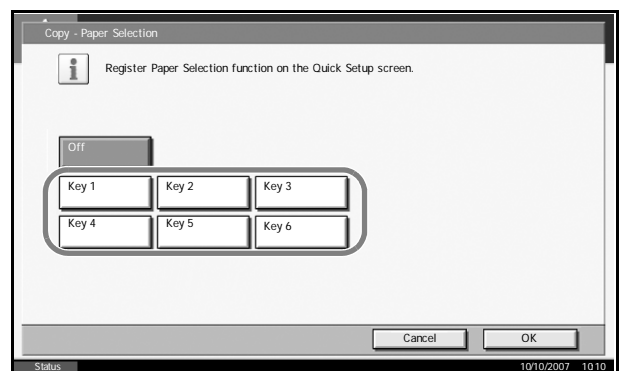 Copy - Paper Selection
Register Paper Selection function on the Quick Setup screen.
Off
Key 1 Key 2 Key 3
Key 4 Key 5 Key 6
Cancel OK
Status 10/10/2007 10:10